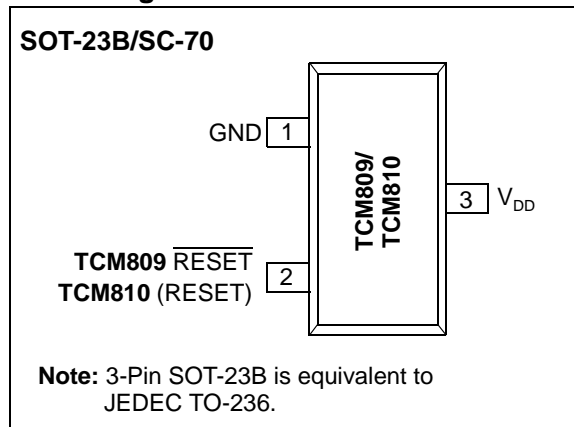 SOT-23B/SC-70
GND 1
TCM809/
TCM810
3 VDD
TCM809 RESET
2
TCM810 (RESET)
Note: 3-Pin SOT-23B is equivalent to
JEDEC TO-236.